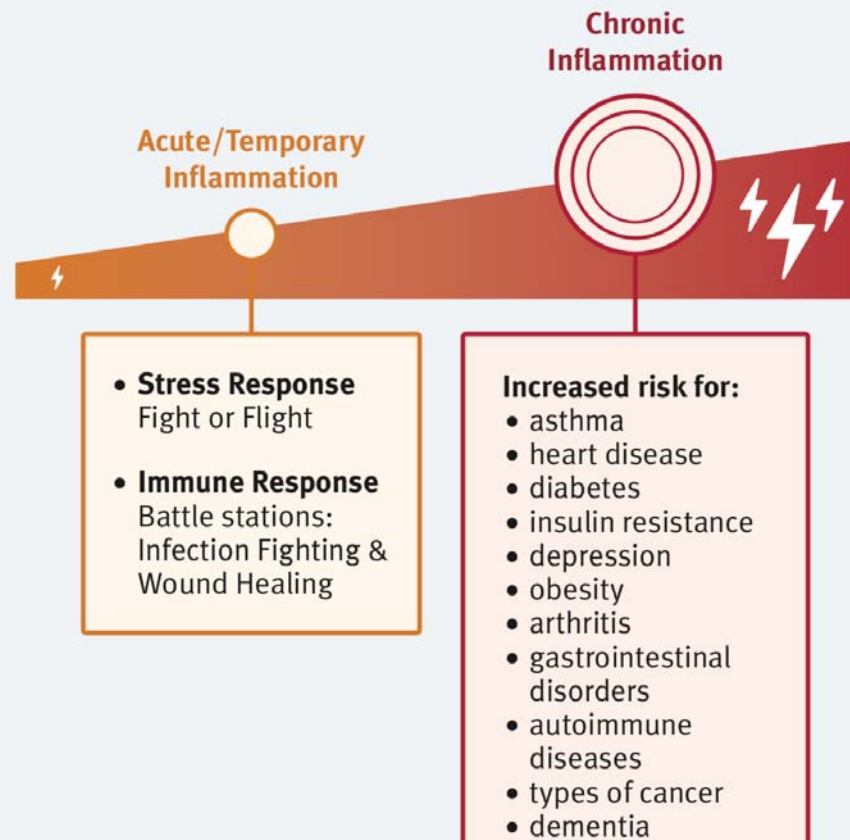 Chronic
Inflammation
Acute/Temporary
Inflammation
• Stress Response
Fight or Flight
• Immune Response
Battle stations:
Infection Fighting &
Wound Healing
Increased risk for:
• asthma
• heart disease
• diabetes
• insulin resistance
• depression
• obesity
• arthritis
• gastrointestinal
disorders
• autoimmune
diseases
• types of cancer
• dementia